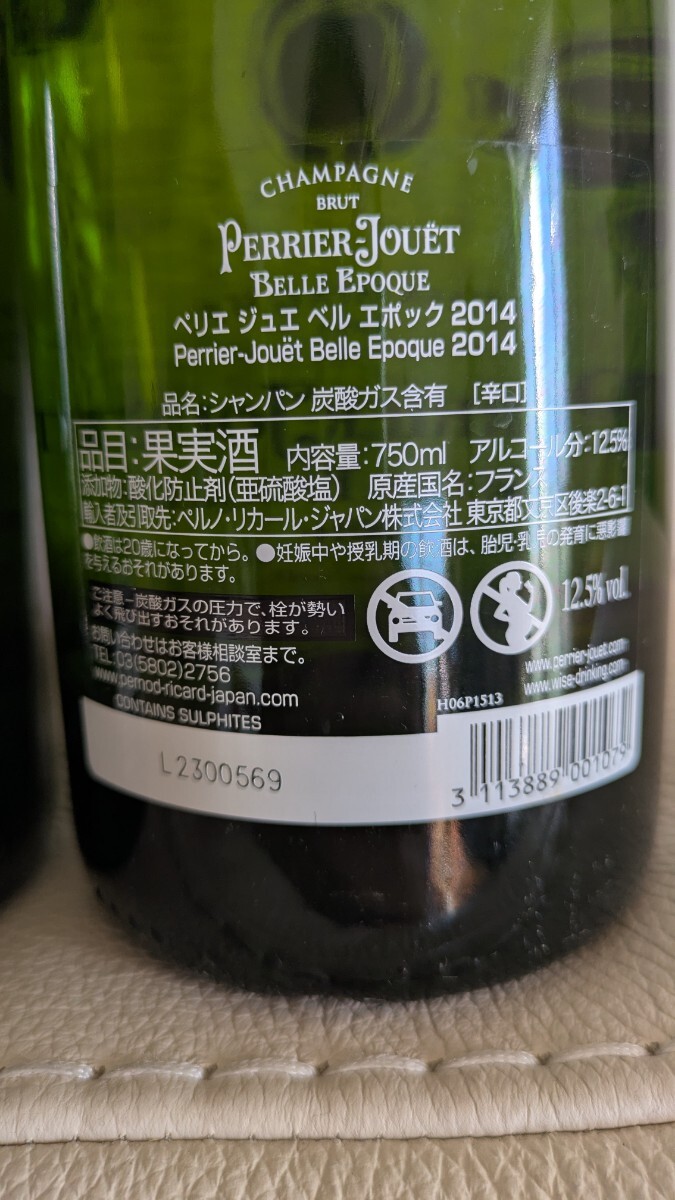 CHAMPAGNE
BRUT
PERRIER-JOUËT
BELLE EPOQUE
ペリエ ジュエ ベル エポック 2014
Perrier-Jouët Belle Epoque 2014
品名:シャンパン 炭酸ガス含有 [辛口]
品目:果実酒 内容量:750ml アルコール分:12.5%
添加物:酸化防止剤(亜硫酸塩) 原産国名:フランス
輸入者及引取先:ペルノ・リカール・ジャパン株式会社 東京都文京区後楽2-6-1
●飲酒は20歳になってから。●妊娠中や授乳期の飲酒は、胎児・乳児の発育に悪影響
を与えるおそれがあります。
ご注意–炭酸ガスの圧力で、栓が勢い
よく飛び出すおそれがあります。
お問い合わせはお客様相談室まで。
TEL:03(5802)2756
www.pernod-ricard-japan.com
CONTAINS SULPHITES
12.5% vol.
www.perrier-jouet.com
www.wise-drinking.com
H06P1513
L2300569
3 113889 001079